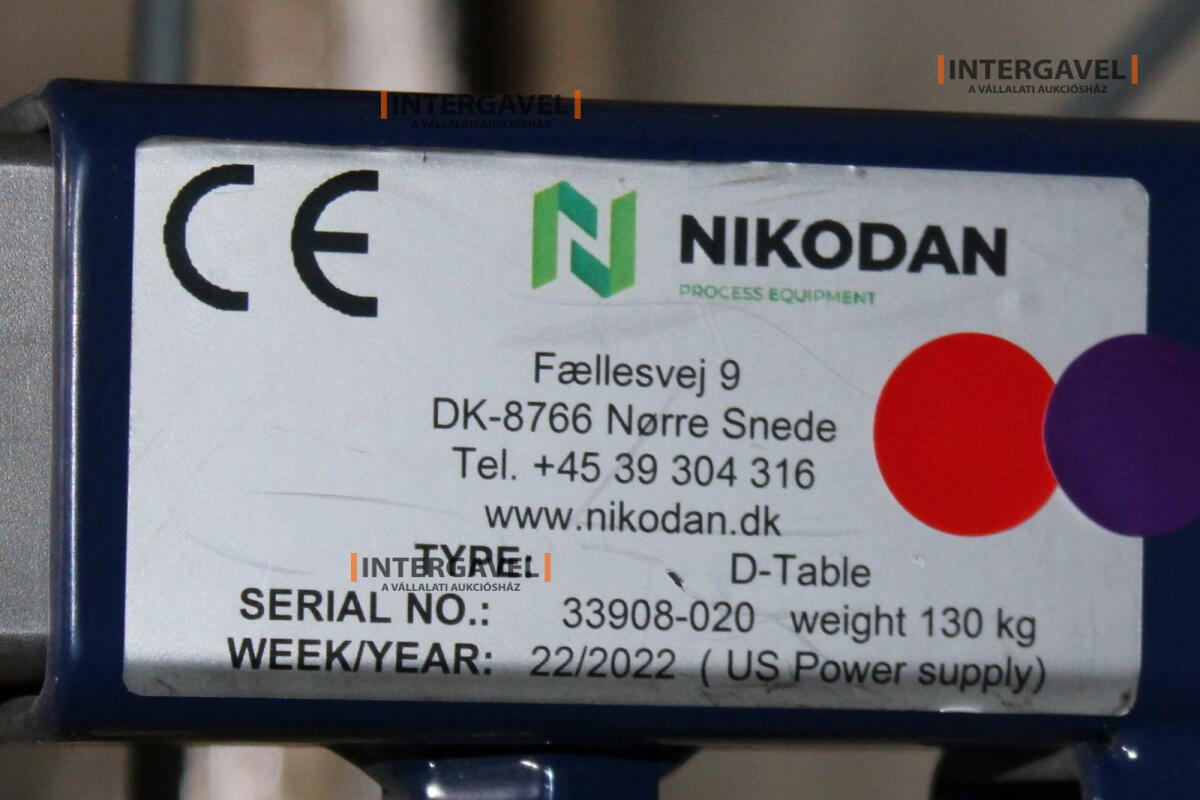 INTERGAVEL
A VÁLLALATI AUKCIÓSHÁZ
INTERGAVEL
A VÁLLALATI AUKCIÓSHÁZ
CE
NIKODAN
PROCESS EQUIPMENT
Fællesvej 9
DK-8766 Nørre Snede
Tel. +45 39 304 316
www.nikodan.dk
TYPE: D-Table
INTERGAVEL
A VÁLLALATI AUKCIÓSHÁZ
SERIAL NO.: 33908-020 weight 130 kg
WEEK/YEAR: 22/2022 ( US Power supply)